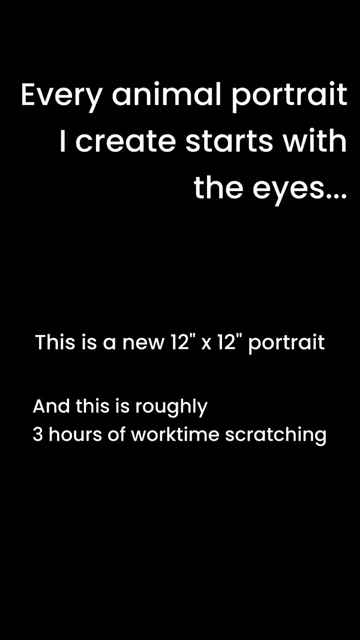 Every animal portrait
I create starts with
the eyes...
This is a new 12" x 12" portrait
And this is roughly
3 hours of worktime scratching